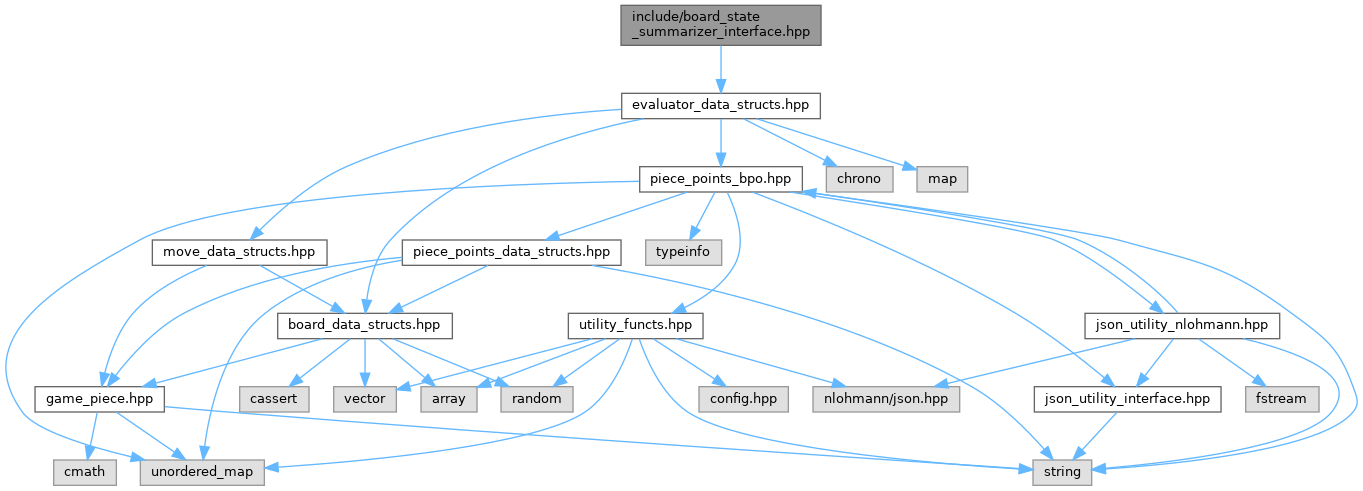 include/board_state
_summarizer_interface.hpp
evaluator_data_structs.hpp
piece_points_bpo.hpp
chrono
map
move_data_structs.hpp
piece_points_data_structs.hpp
typeinfo
board_data_structs.hpp
utility_functs.hpp
json_utility_nlohmann.hpp
game_piece.hpp
cassert
vector
array
random
config.hpp
nlohmann/json.hpp
json_utility_interface.hpp
fstream
cmath
unordered_map
string